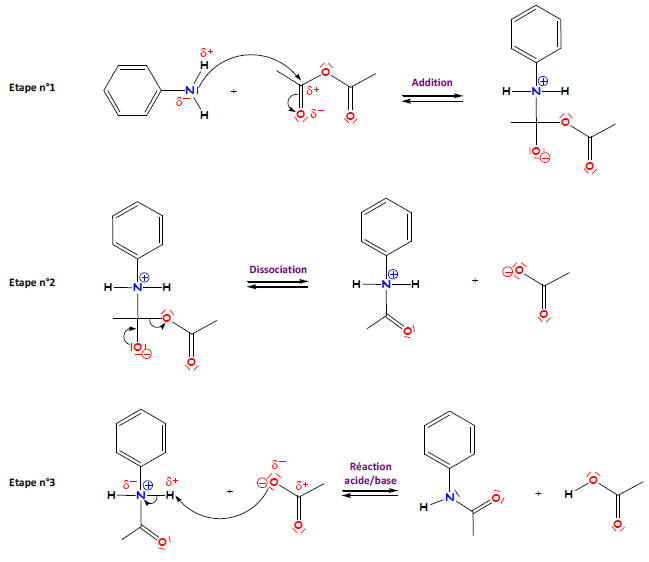 Etape n°1
δ+
H
N
δ−
H
+
O
δ+
O
δ−
O
Addition
H
N
⊕
H
O
O
⊖
O
Etape n°2
H
N
⊕
H
O
O
⊖
O
Dissociation
H
N
⊕
H
O
+
⊖
O
O
Etape n°3
δ−
⊕
δ+
H
N
H
O
+
δ−
⊖
O
δ+
O
Réaction
acide/base
N
H
O
+
H
O
O